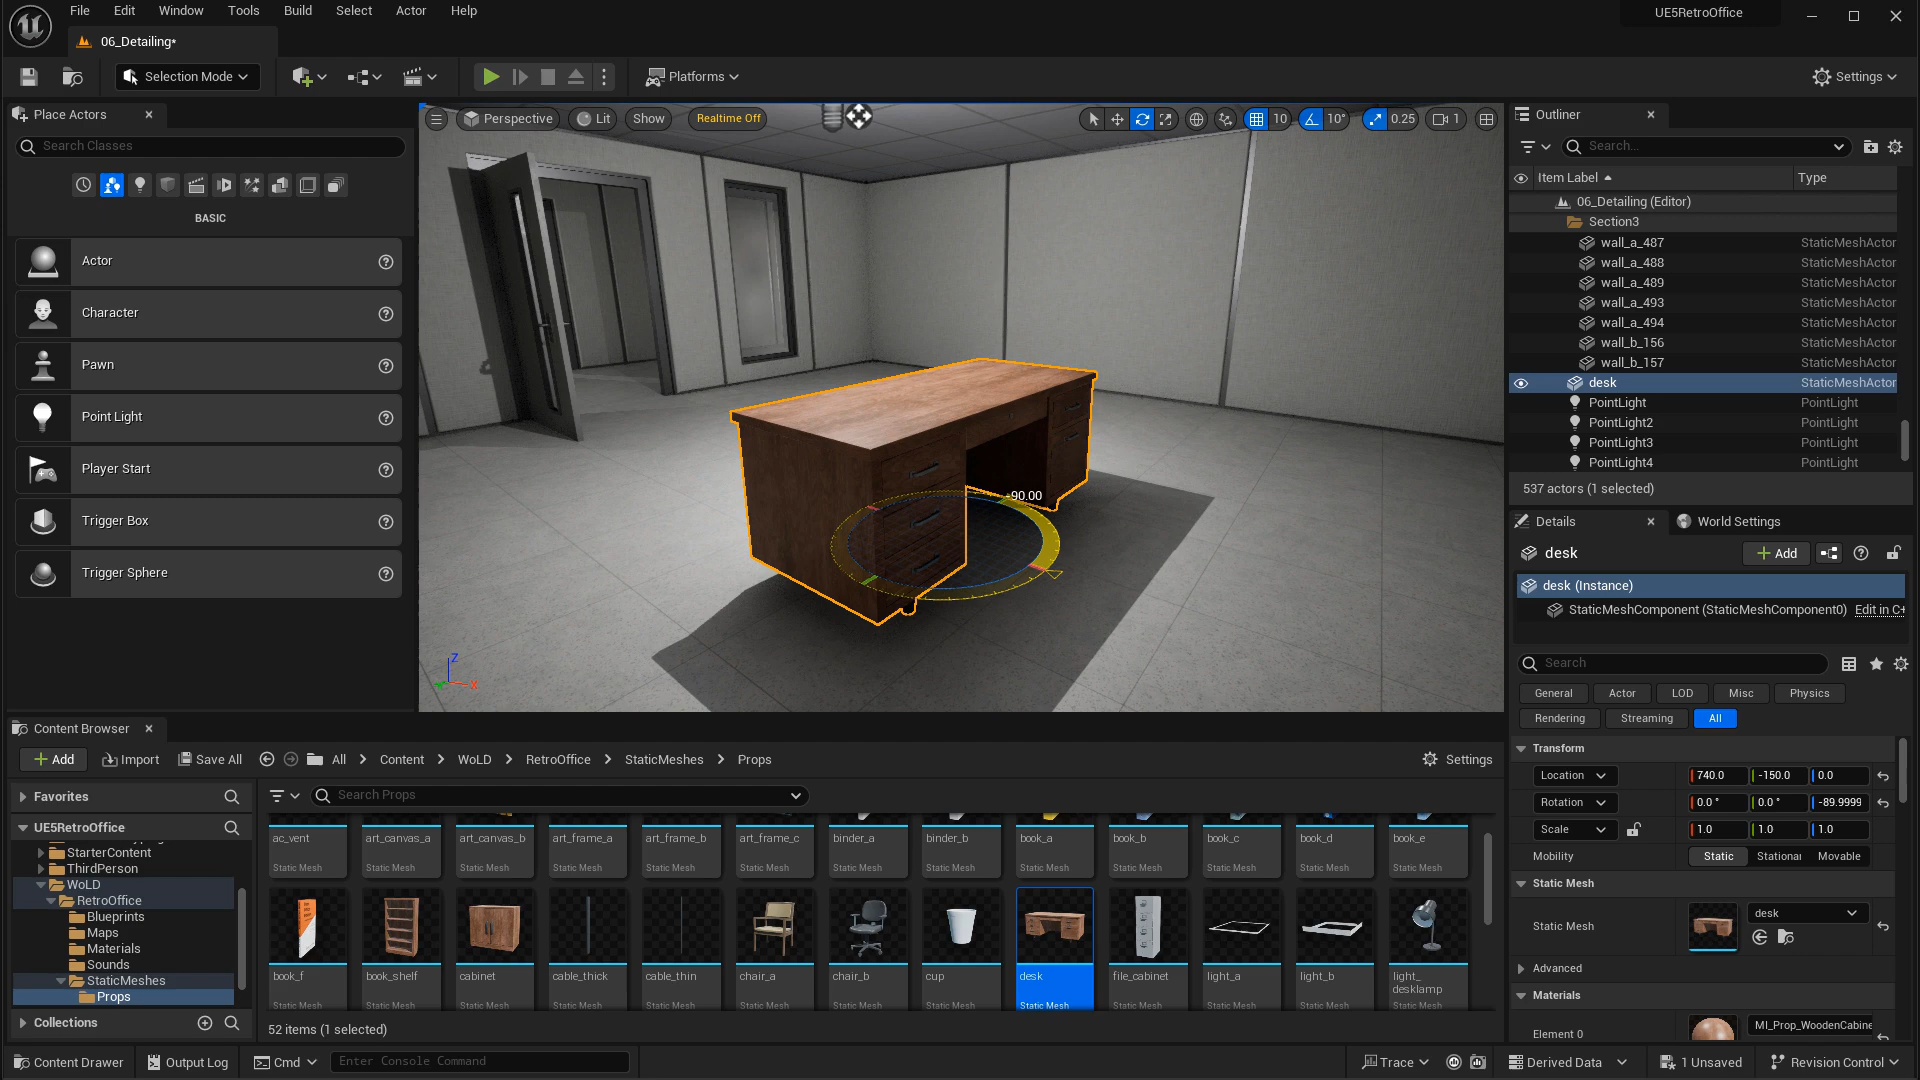 File Edit Window Tools Build Select Actor Help
UE5RetroOffice
06_Detailing*
Selection Mode
Platforms
Settings
Place Actors
Search Classes
BASIC
Actor
Character
Pawn
Point Light
Player Start
Trigger Box
Trigger Sphere
Perspective Lit Show Realtime Off 10 10° 0.25 1
-90.00
Z
X
Outliner
Search...
Item Label Type
06_Detailing (Editor)
Section3
wall_a_487 StaticMeshActor
wall_a_488 StaticMeshActor
wall_a_489 StaticMeshActor
wall_a_493 StaticMeshActor
wall_a_494 StaticMeshActor
wall_b_156 StaticMeshActor
wall_b_157 StaticMeshActor
desk StaticMeshActor
PointLight PointLight
PointLight2 PointLight
PointLight3 PointLight
PointLight4 PointLight
537 actors (1 selected)
Details World Settings
desk
Add
desk (Instance)
StaticMeshComponent (StaticMeshComponent0) Edit in C+
Search
General Actor LOD Misc Physics
Rendering Streaming All
Transform
Location 740.0 -150.0 0.0
Rotation 0.0° 0.0° -89.9999
Scale 1.0 1.0 1.0
Mobility Static Stationar Movable
Static Mesh
Static Mesh desk
Advanced
Materials
Element 0 MI_Prop_WoodenCabine
Content Browser
Add Import Save All All Content WoLD RetroOffice StaticMeshes Props Settings
Favorites
Search Props
UE5RetroOffice
StarterContent
ThirdPerson
WoLD
RetroOffice
Blueprints
Maps
Materials
Sounds
StaticMeshes
Props
Collections
ac_vent art_canvas_a art_canvas_b art_frame_a art_frame_b art_frame_c binder_a binder_b book_a book_b book_c book_d book_e
Static Mesh Static Mesh Static Mesh Static Mesh Static Mesh Static Mesh Static Mesh Static Mesh Static Mesh Static Mesh Static Mesh Static Mesh Static Mesh
book_f book_shelf cabinet cable_thick cable_thin chair_a chair_b cup desk file_cabinet light_a light_b light_
desklamp
Static Mesh Static Mesh Static Mesh Static Mesh Static Mesh Static Mesh Static Mesh Static Mesh Static Mesh Static Mesh Static Mesh Static Mesh Static Mesh
52 items (1 selected)
Content Drawer Output Log Cmd Enter Console Command Trace Derived Data 1 Unsaved Revision Control